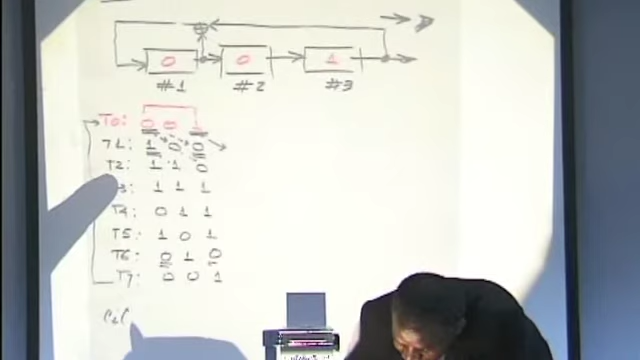 0 0 1
#1 #2 #3
T0: 0 0 1
T1: 1 0 0
T2: 1 1 0
3: 1 1 1
T4: 0 1 1
T5: 1 0 1
T6: 0 1 0
T7: 0 0 1